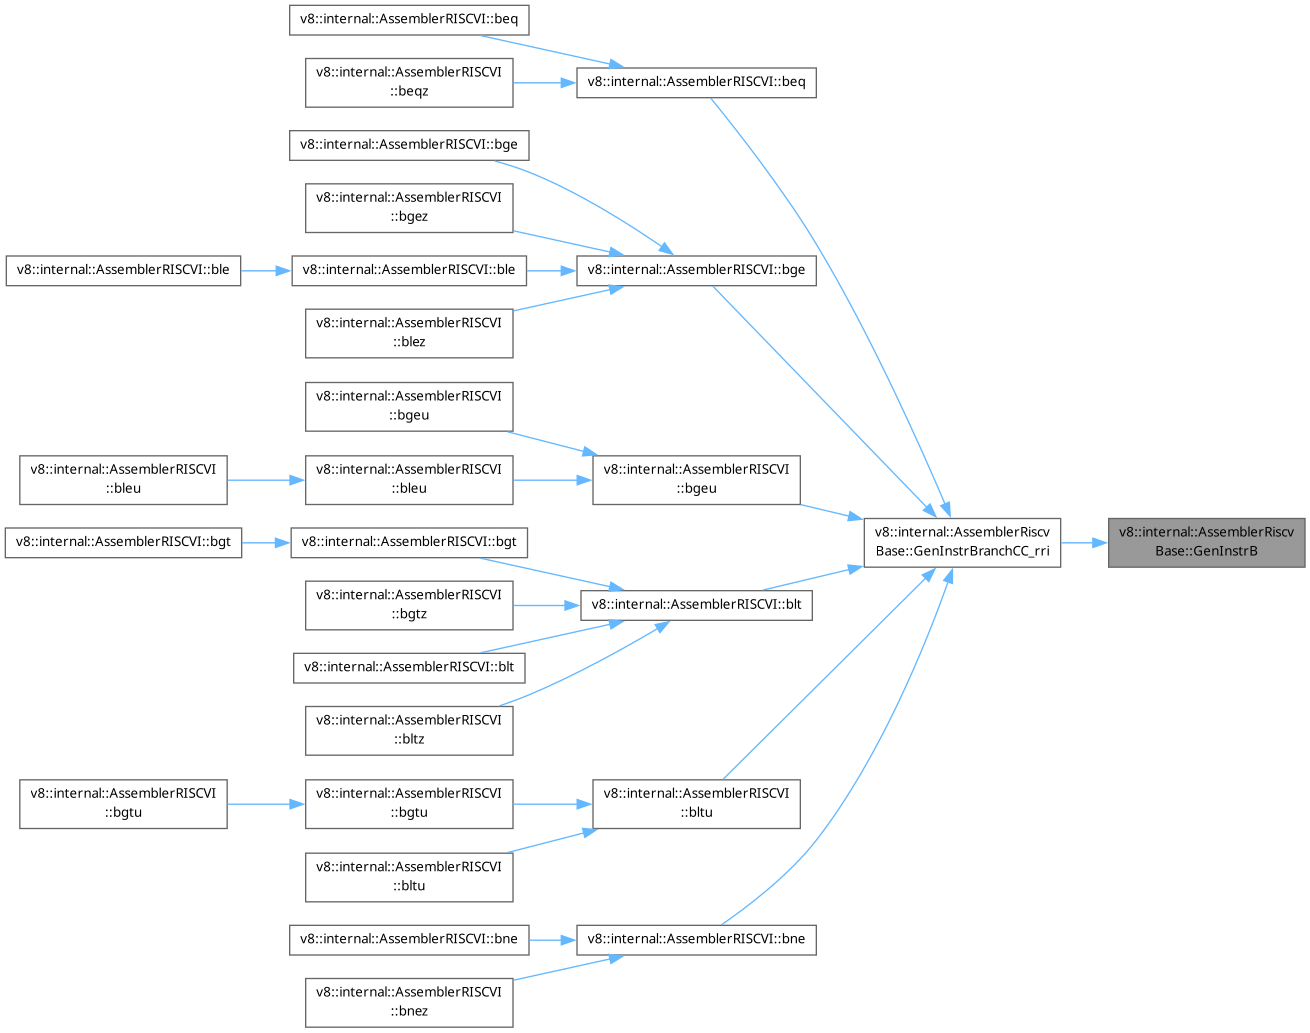 v8::internal::AssemblerRISCVI::beq
v8::internal::AssemblerRISCVI
::beqz
v8::internal::AssemblerRISCVI::beq
v8::internal::AssemblerRISCVI::bge
v8::internal::AssemblerRISCVI
::bgez
v8::internal::AssemblerRISCVI::ble
v8::internal::AssemblerRISCVI::ble
v8::internal::AssemblerRISCVI::bge
v8::internal::AssemblerRISCVI
::blez
v8::internal::AssemblerRISCVI
::bgeu
v8::internal::AssemblerRISCVI
::bleu
v8::internal::AssemblerRISCVI
::bleu
v8::internal::AssemblerRISCVI
::bgeu
v8::internal::AssemblerRISCVI::bgt
v8::internal::AssemblerRISCVI::bgt
v8::internal::AssemblerRiscv
Base::GenInstrBranchCC_rri
v8::internal::AssemblerRiscv
Base::GenInstrB
v8::internal::AssemblerRISCVI
::bgtz
v8::internal::AssemblerRISCVI::blt
v8::internal::AssemblerRISCVI::blt
v8::internal::AssemblerRISCVI
::bltz
v8::internal::AssemblerRISCVI
::bgtu
v8::internal::AssemblerRISCVI
::bgtu
v8::internal::AssemblerRISCVI
::bltu
v8::internal::AssemblerRISCVI
::bltu
v8::internal::AssemblerRISCVI::bne
v8::internal::AssemblerRISCVI::bne
v8::internal::AssemblerRISCVI
::bnez